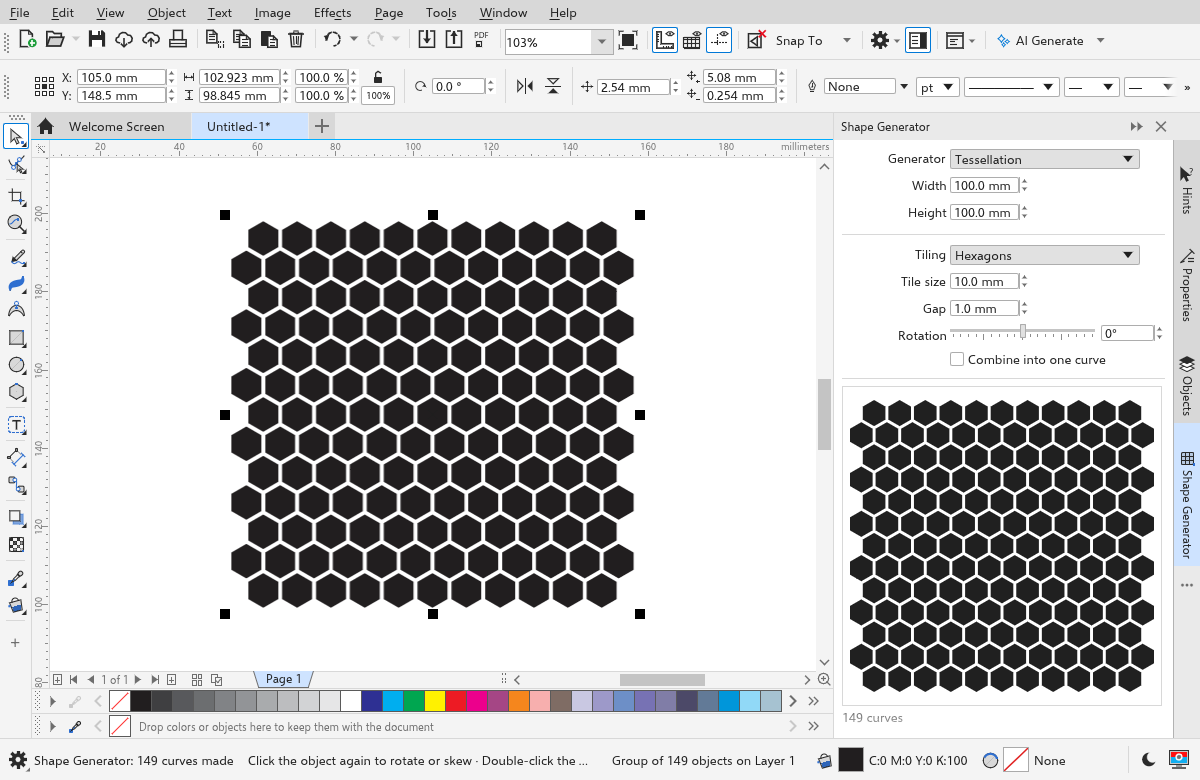 File Edit View Object Text Image Effects Page Tools Window Help
PDF 103% Snap To AI Generate
X: 105.0 mm 102.923 mm 100.0 % 0.0 ° 2.54 mm 5.08 mm None pt
Y: 148.5 mm 98.845 mm 100.0 % 100% 0.254 mm
Welcome Screen Untitled-1*
20 40 60 80 100 120 140 160 180 millimeters
200
180
160
140
120
100
80
Shape Generator
Generator Tessellation
Width 100.0 mm
Height 100.0 mm
Tiling Hexagons
Tile size 10.0 mm
Gap 1.0 mm
Rotation 0°
Combine into one curve
149 curves
Hints
Properties
Objects
Shape Generator
1 of 1 Page 1
Drop colors or objects here to keep them with the document
Shape Generator: 149 curves made Click the object again to rotate or skew · Double-click the ... Group of 149 objects on Layer 1 C:0 M:0 Y:0 K:100 None